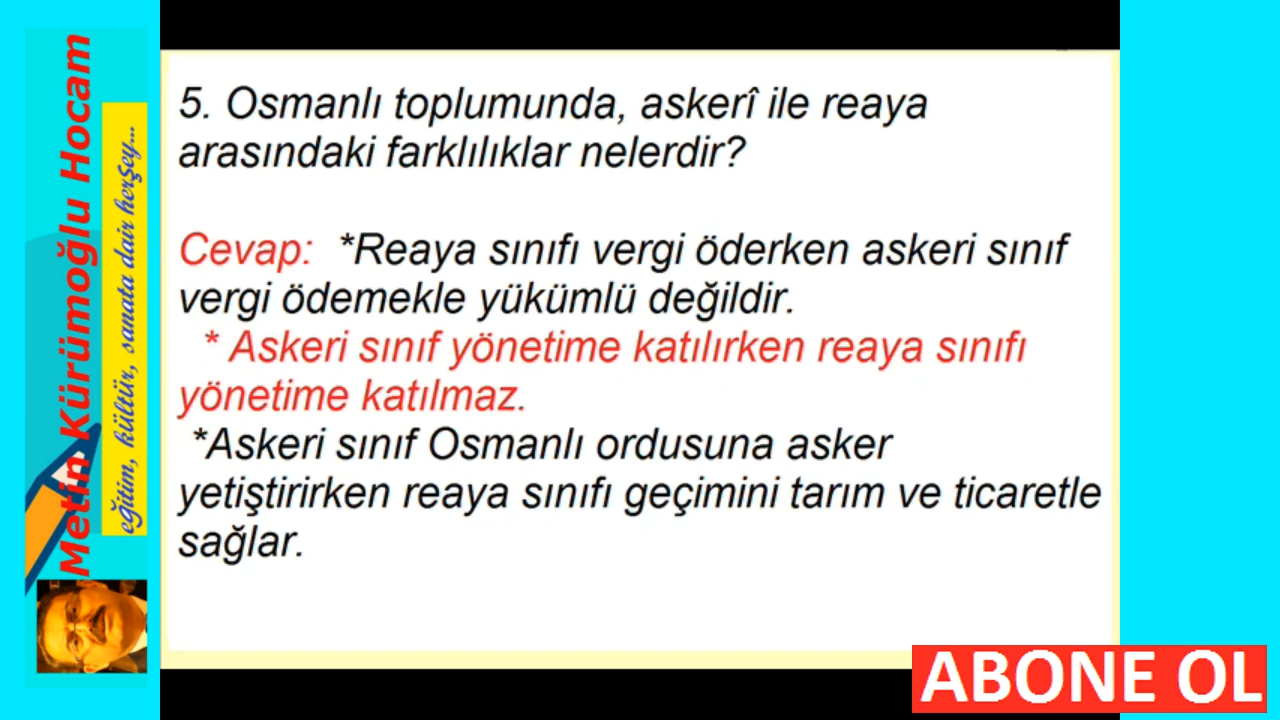 Metin Kürümoğlu Hocam
eğitim, kültür, sanata dair herşey...
5. Osmanlı toplumunda, askerî ile reaya
arasındaki farklılıklar nelerdir?
Cevap: *Reaya sınıfı vergi öderken askeri sınıf
vergi ödemekle yükümlü değildir.
* Askeri sınıf yönetime katılırken reaya sınıfı
yönetime katılmaz.
*Askeri sınıf Osmanlı ordusuna asker
yetiştirirken reaya sınıfı geçimini tarım ve ticaretle
sağlar.
ABONE OL